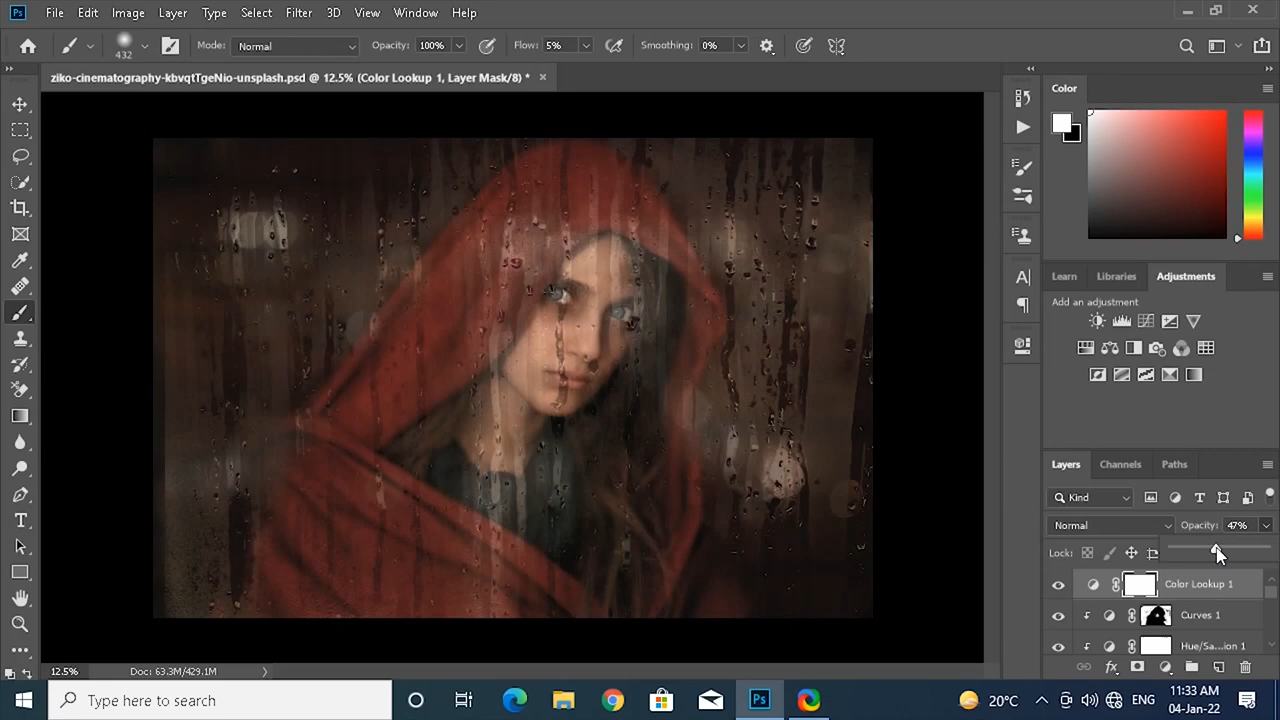 Ps File Edit Image Layer Type Select Filter 3D View Window Help
432 Mode: Normal Opacity: 100% Flow: 5% Smoothing: 0%
ziko-cinematography-kbvqtTgeNio-unsplash.psd @ 12.5% (Color Lookup 1, Layer Mask/8) *
Color
Learn Libraries Adjustments
Add an adjustment
Layers Channels Paths
Kind
Normal Opacity: 47%
Lock:
Color Lookup 1
Curves 1
Hue/Sa...ion 1
12.5% Doc: 63.3M/429.1M
Type here to search
Ps
20°C
ENG
11:33 AM
04-Jan-22